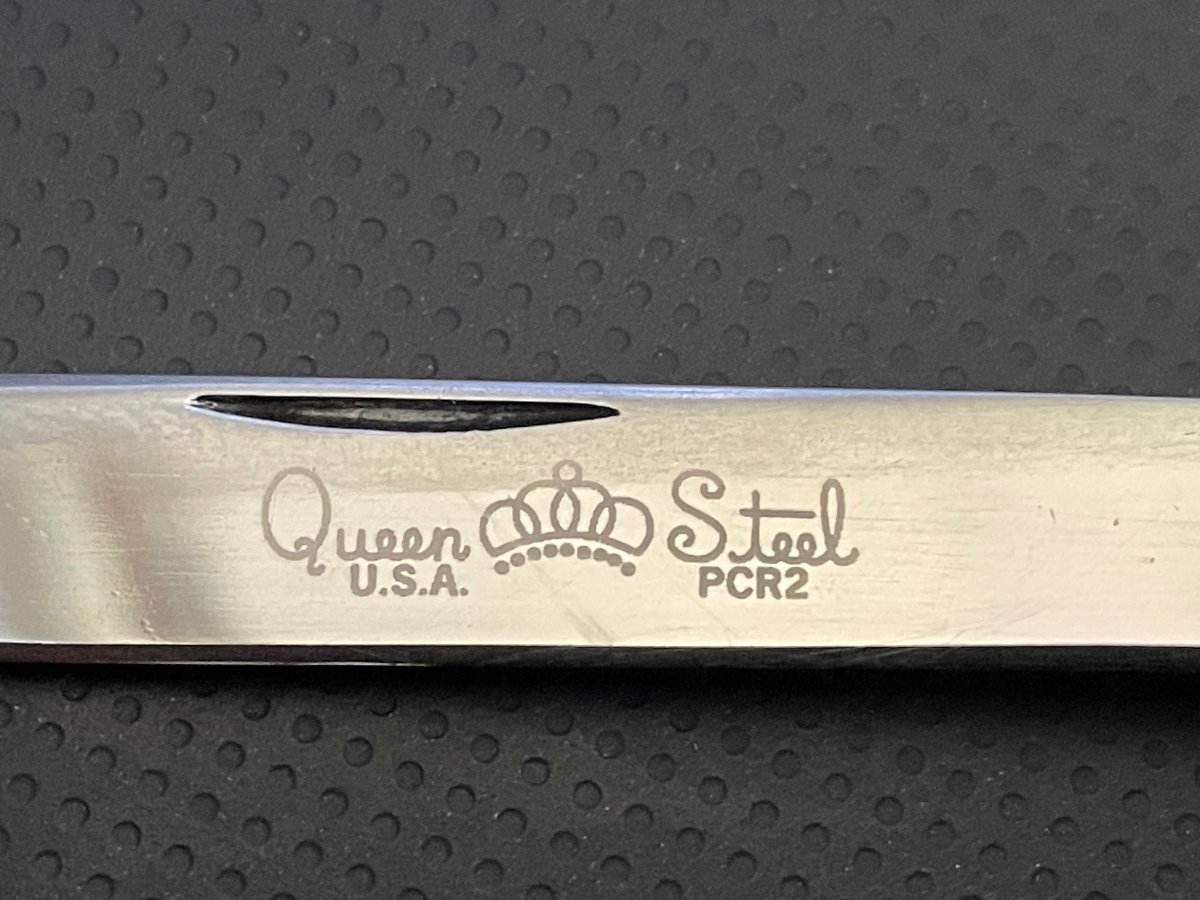 Queen Steel
U.S.A. PCR2